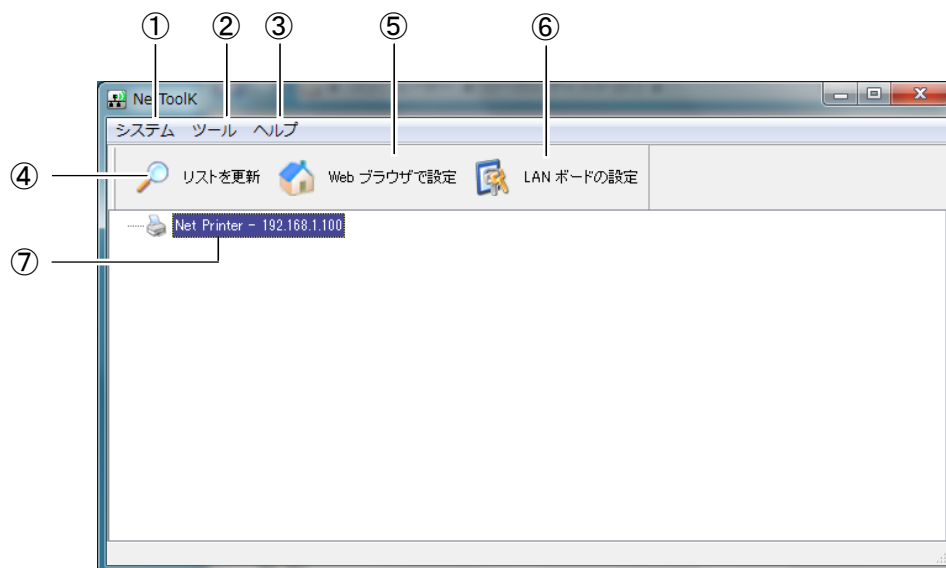 ① ② ③ ⑤ ⑥
NetToolK
システム ツール ヘルプ
④ リストを更新 Web ブラウザで設定 LAN ボードの設定
Net Printer - 192.168.1.100
⑦